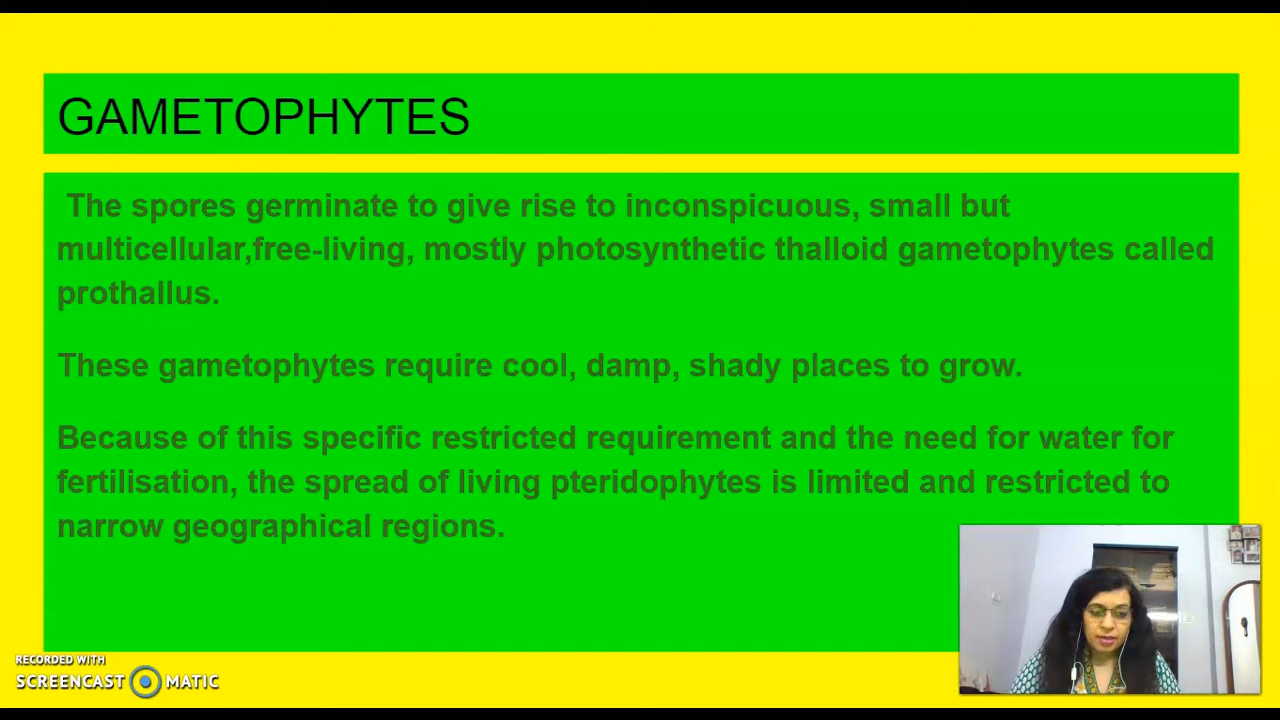 GAMETOPHYTES
The spores germinate to give rise to inconspicuous, small but
multicellular,free-living, mostly photosynthetic thalloid gametophytes called
prothallus.
These gametophytes require cool, damp, shady places to grow.
Because of this specific restricted requirement and the need for water for
fertilisation, the spread of living pteridophytes is limited and restricted to
narrow geographical regions.
RECORDED WITH
SCREENCAST MATIC